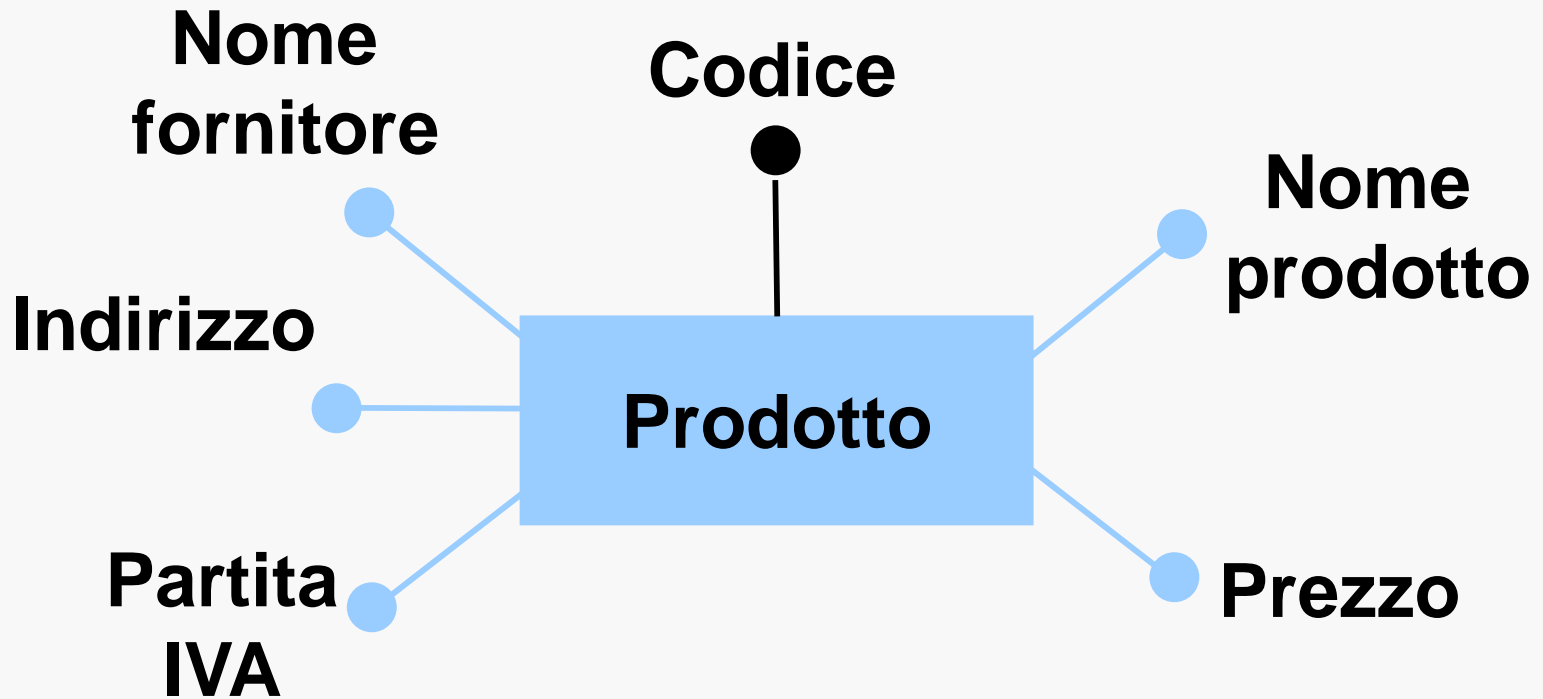 Nome
fornitore
Codice
Nome
prodotto
Indirizzo
Prodotto
Partita
IVA
Prezzo